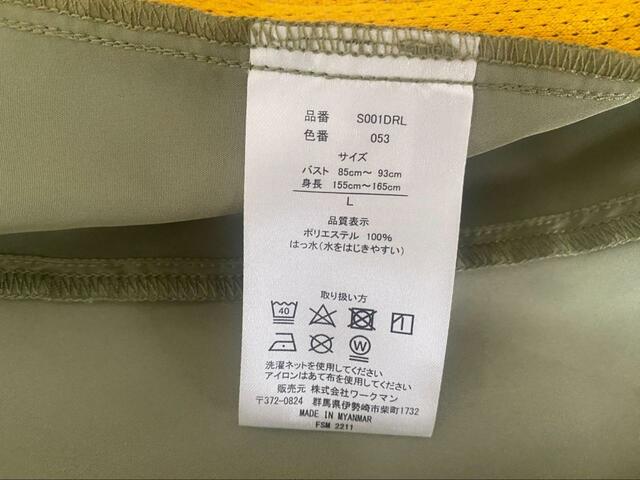 品番 S001DRL
色番 053
サイズ
バスト 85cm～ 93cm
身長 155cm～165cm
L
品質表示
ポリエステル 100%
はっ水(水をはじきやすい)
取り扱い方
40
W
洗濯ネットを使用してください
アイロンはあて布を使用してください
販売元 株式会社ワークマン
〒372-0824 群馬県伊勢崎市柴町1732
MADE IN MYANMAR
FSM 2211